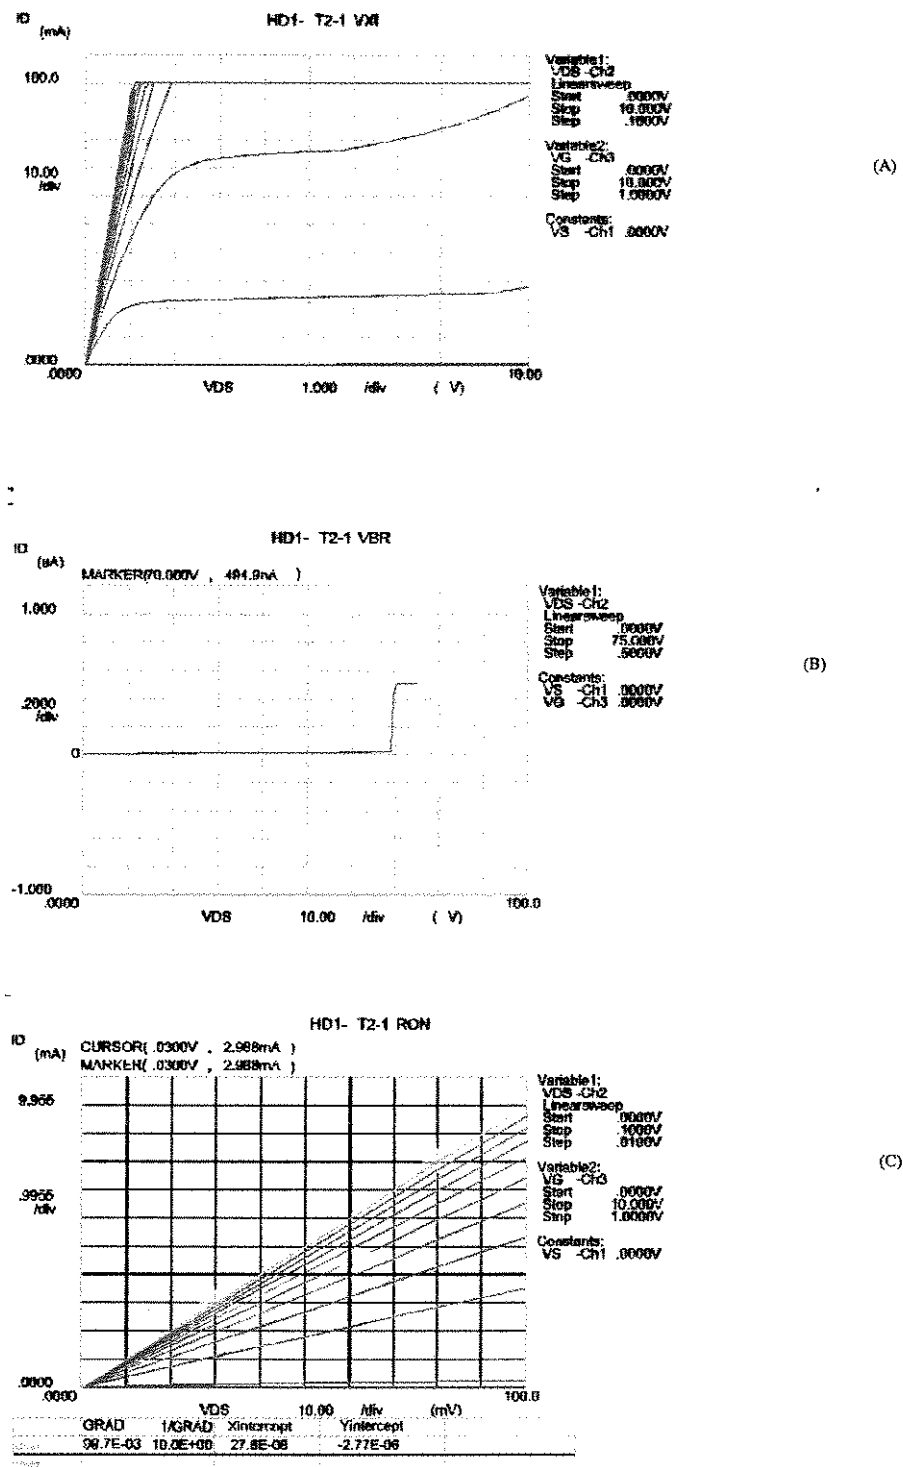 ID
(mA)
HD1- T2-1 VXI
100.0
10.00
/div
.0000
.0000
VDS 1.000 /div ( V)
10.00
Variable1:
VDS -Ch2
Linearsweep
Start .0000V
Stop 10.000V
Step .1000V
Variable2:
VG -Ch3
Start .0000V
Stop 10.000V
Step 1.0000V
Constants:
VS -Ch1 .0000V
(A)
HD1- T2-1 VBR
ID
(uA)
MARKER(70.000V , 494.9nA )
1.000
.2000
/div
0
-1.000
.0000
VDS 10.00 /div ( V)
100.0
Variable1:
VDS -Ch2
Linearsweep
Start .0000V
Stop 75.000V
Step .5000V
Constants:
VS -Ch1 .0000V
VG -Ch3 .0000V
(B)
HD1- T2-1 RON
ID
(mA)
CURSOR( .0300V , 2.988mA )
MARKER( .0300V , 2.988mA )
9.955
.9955
/div
.0000
.0000
VDS 10.00 /div (mV)
100.0
Variable1:
VDS -Ch2
Linearsweep
Start .0000V
Stop .1000V
Step .0100V
Variable2:
VG -Ch3
Start .0000V
Stop 10.000V
Step 1.0000V
Constants:
VS -Ch1 .0000V
(C)
GRAD 1/GRAD Xintercept Yintercept
99.7E-03 10.0E+00 27.8E-06 -2.77E-06